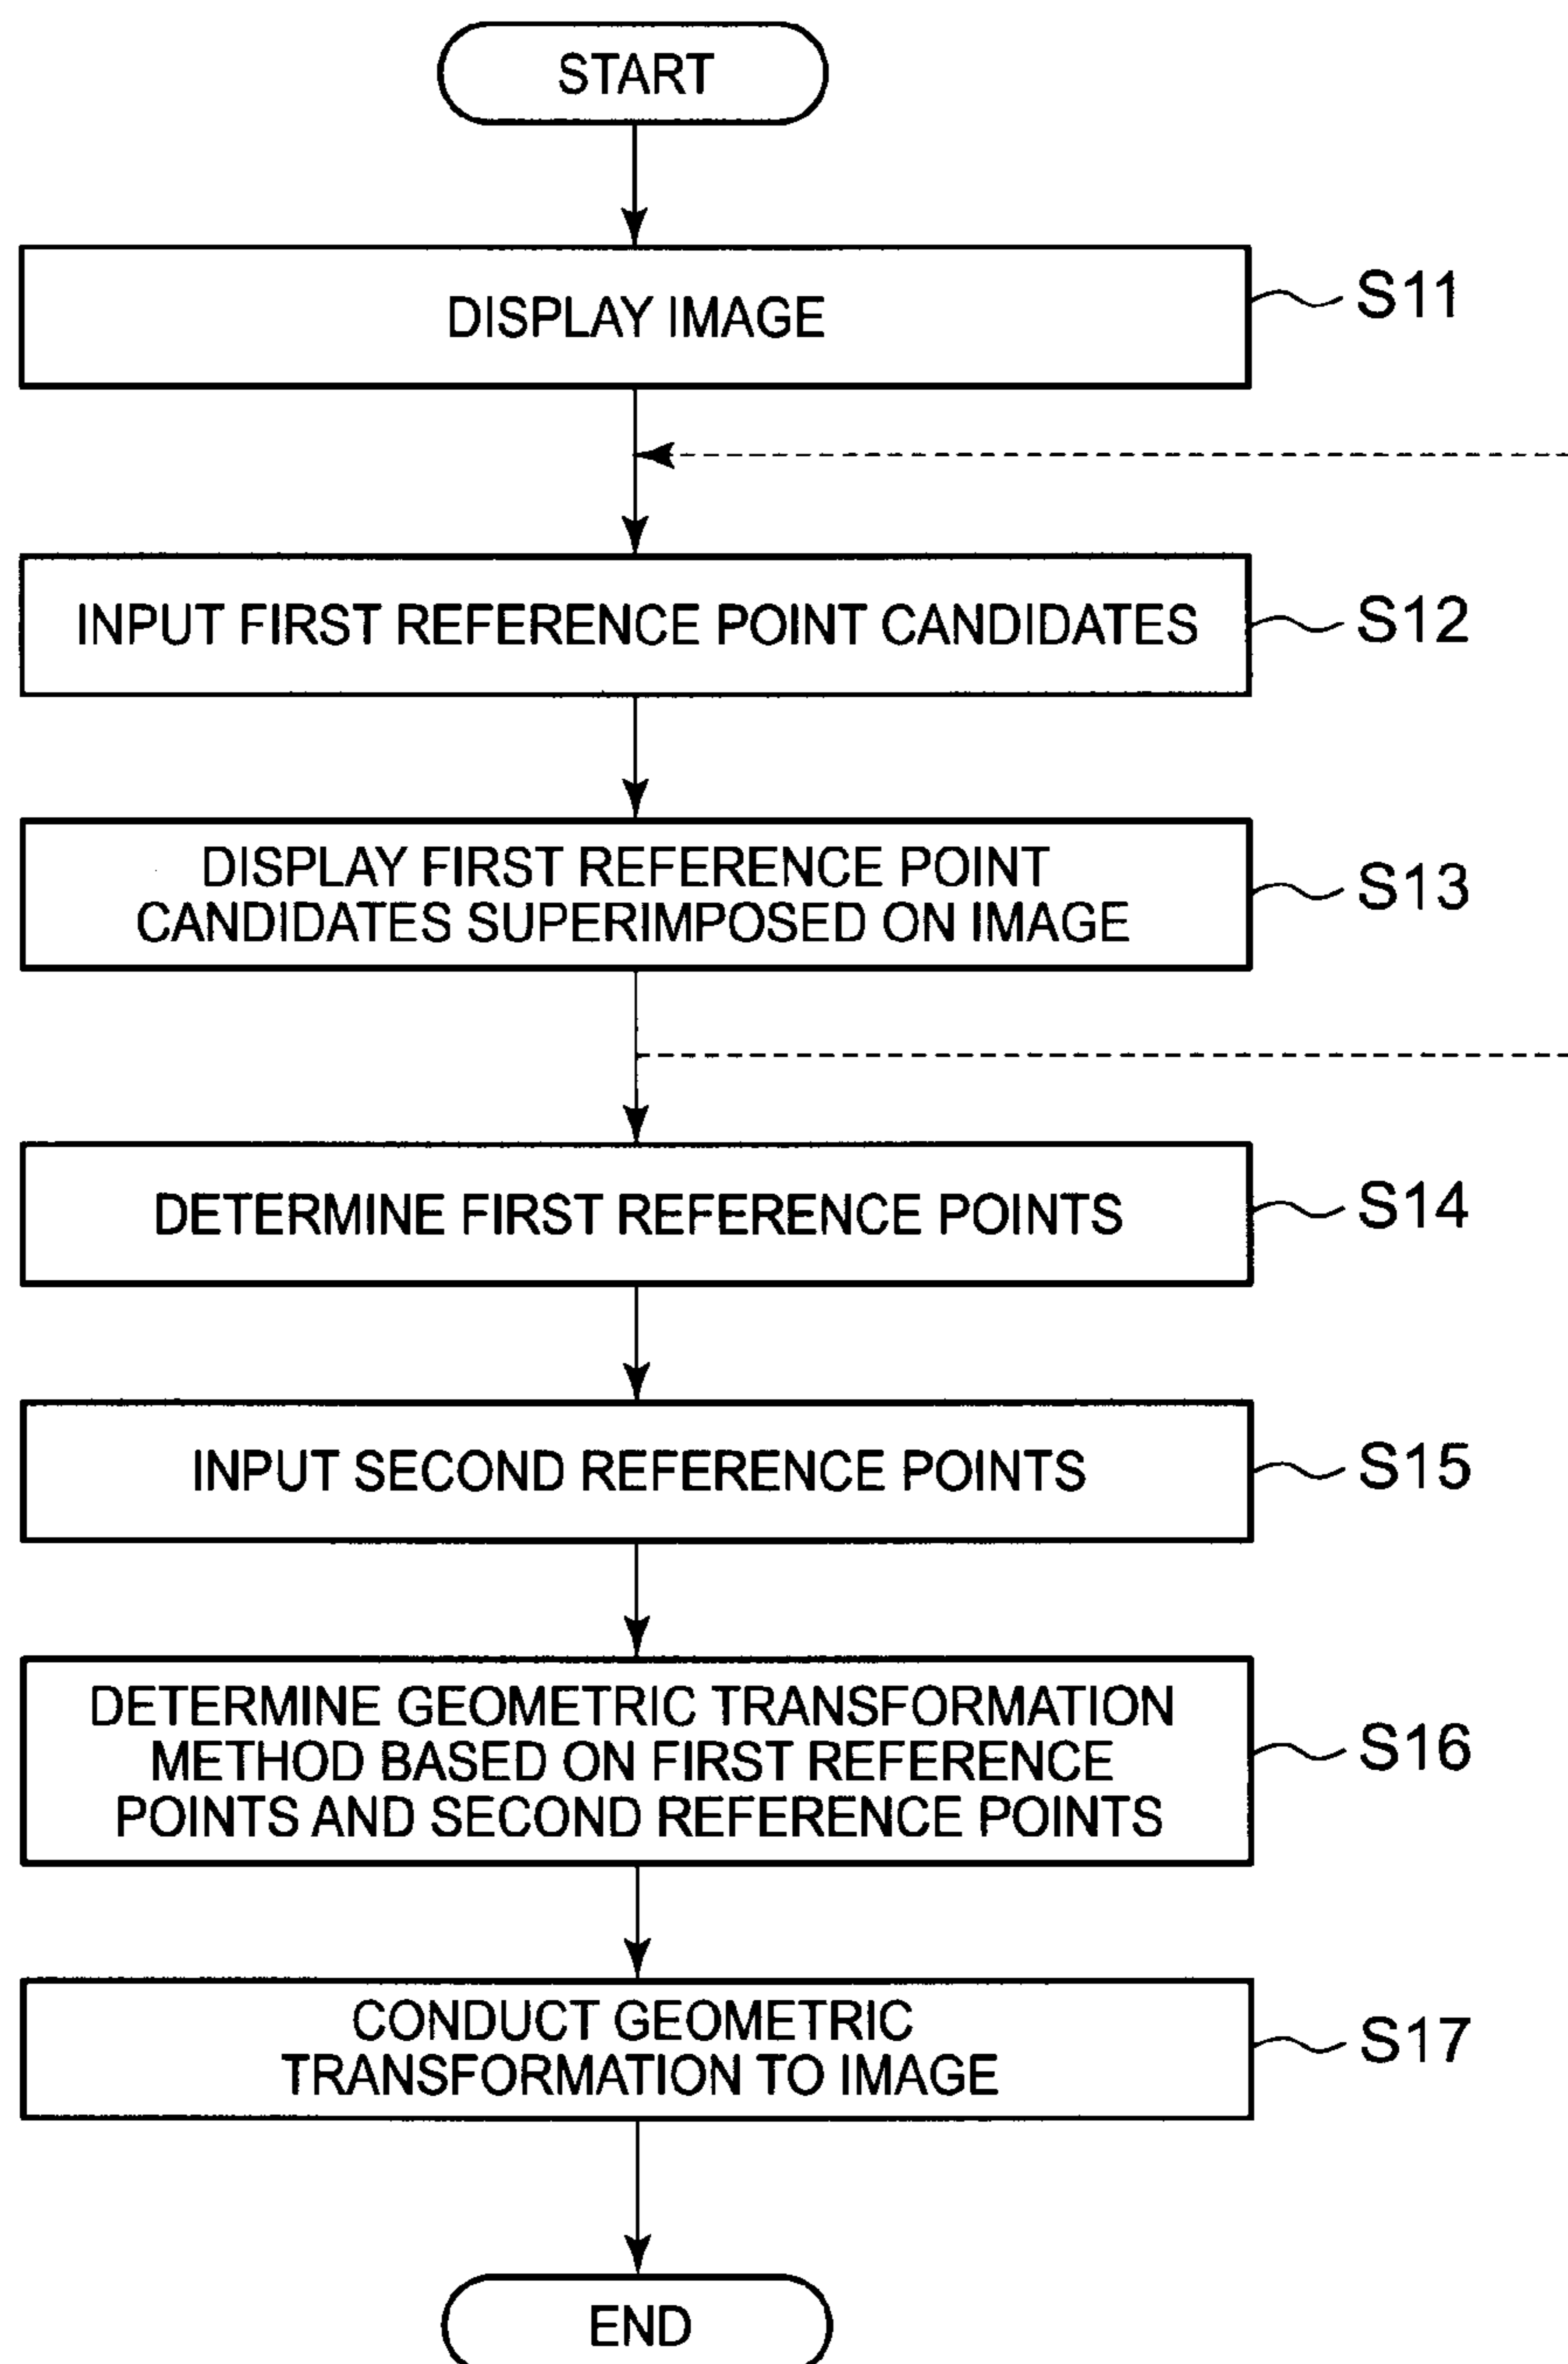 START
DISPLAY IMAGE
S11
INPUT FIRST REFERENCE POINT CANDIDATES
S12
DISPLAY FIRST REFERENCE POINT
CANDIDATES SUPERIMPOSED ON IMAGE
S13
DETERMINE FIRST REFERENCE POINTS
S14
INPUT SECOND REFERENCE POINTS
S15
DETERMINE GEOMETRIC TRANSFORMATION
METHOD BASED ON FIRST REFERENCE
POINTS AND SECOND REFERENCE POINTS
S16
CONDUCT GEOMETRIC
TRANSFORMATION TO IMAGE
S17
END